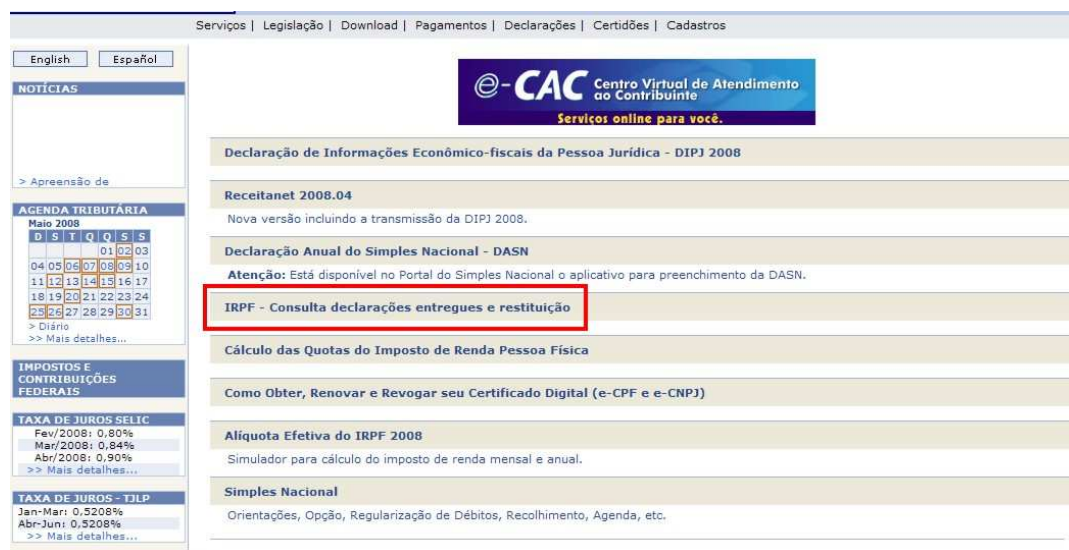 Serviços | Legislação | Download | Pagamentos | Declarações | Certidões | Cadastros
English Español
NOTÍCIAS
> Apreensão de
AGENDA TRIBUTÁRIA
Maio 2008
D S T Q Q S S
01 02 03
04 05 06 07 08 09 10
11 12 13 14 15 16 17
18 19 20 21 22 23 24
25 26 27 28 29 30 31
> Diário
>> Mais detalhes...
IMPOSTOS E
CONTRIBUIÇÕES
FEDERAIS
TAXA DE JUROS SELIC
Fev/2008: 0,80%
Mar/2008: 0,84%
Abr/2008: 0,90%
>> Mais detalhes...
TAXA DE JUROS - TJLP
Jan-Mar: 0,5208%
Abr-Jun: 0,5208%
>> Mais detalhes...
e-CAC Centro Virtual de Atendimento
ao Contribuinte
Serviços online para você.
Declaração de Informações Econômico-fiscais da Pessoa Jurídica - DIPJ 2008
Receitanet 2008.04
Nova versão incluindo a transmissão da DIPJ 2008.
Declaração Anual do Simples Nacional - DASN
Atenção: Está disponível no Portal do Simples Nacional o aplicativo para preenchimento da DASN.
IRPF - Consulta declarações entregues e restituição
Cálculo das Quotas do Imposto de Renda Pessoa Física
Como Obter, Renovar e Revogar seu Certificado Digital (e-CPF e e-CNPJ)
Alíquota Efetiva do IRPF 2008
Simulador para cálculo do imposto de renda mensal e anual.
Simples Nacional
Orientações, Opção, Regularização de Débitos, Recolhimento, Agenda, etc.